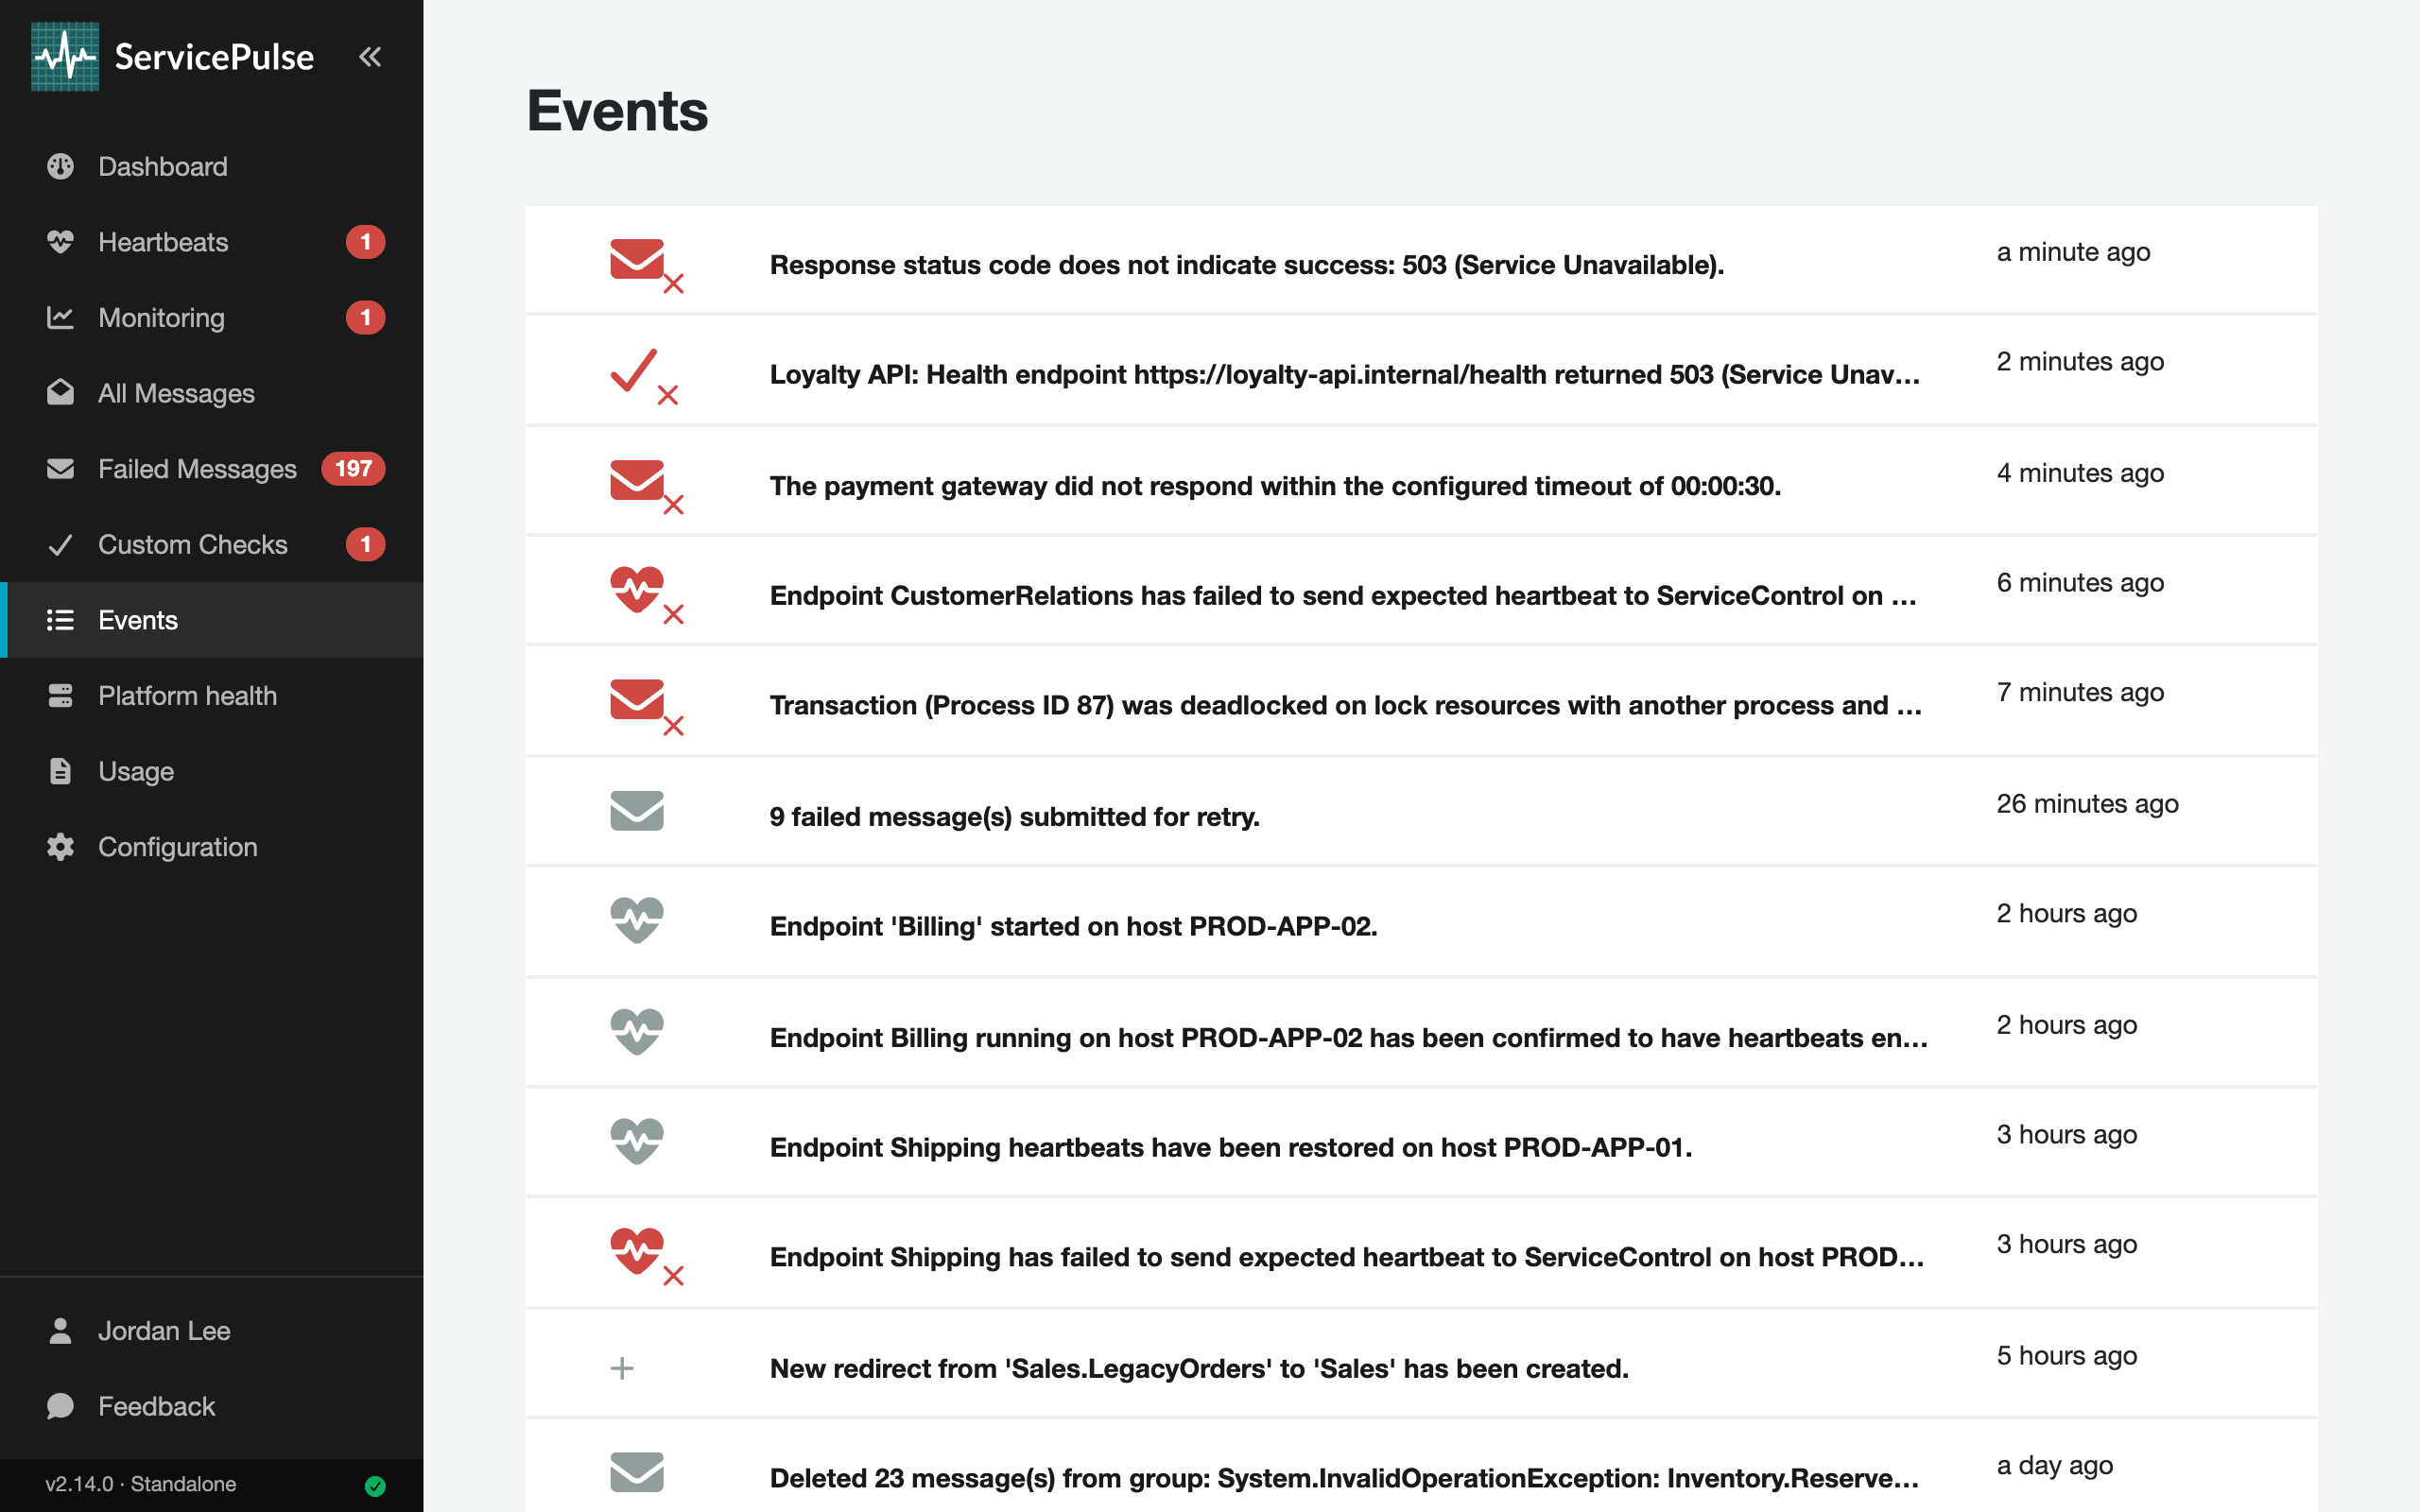 ServicePulse
Dashboard
Heartbeats 1
Monitoring 1
All Messages
Failed Messages 197
Custom Checks 1
Events
Platform health
Usage
Configuration
Jordan Lee
Feedback
v2.14.0 · Standalone
Events
Response status code does not indicate success: 503 (Service Unavailable). a minute ago
Loyalty API: Health endpoint https://loyalty-api.internal/health returned 503 (Service Unav... 2 minutes ago
The payment gateway did not respond within the configured timeout of 00:00:30. 4 minutes ago
Endpoint CustomerRelations has failed to send expected heartbeat to ServiceControl on ... 6 minutes ago
Transaction (Process ID 87) was deadlocked on lock resources with another process and ... 7 minutes ago
9 failed message(s) submitted for retry. 26 minutes ago
Endpoint 'Billing' started on host PROD-APP-02. 2 hours ago
Endpoint Billing running on host PROD-APP-02 has been confirmed to have heartbeats en... 2 hours ago
Endpoint Shipping heartbeats have been restored on host PROD-APP-01. 3 hours ago
Endpoint Shipping has failed to send expected heartbeat to ServiceControl on host PROD... 3 hours ago
New redirect from 'Sales.LegacyOrders' to 'Sales' has been created. 5 hours ago
Deleted 23 message(s) from group: System.InvalidOperationException: Inventory.Reserve... a day ago